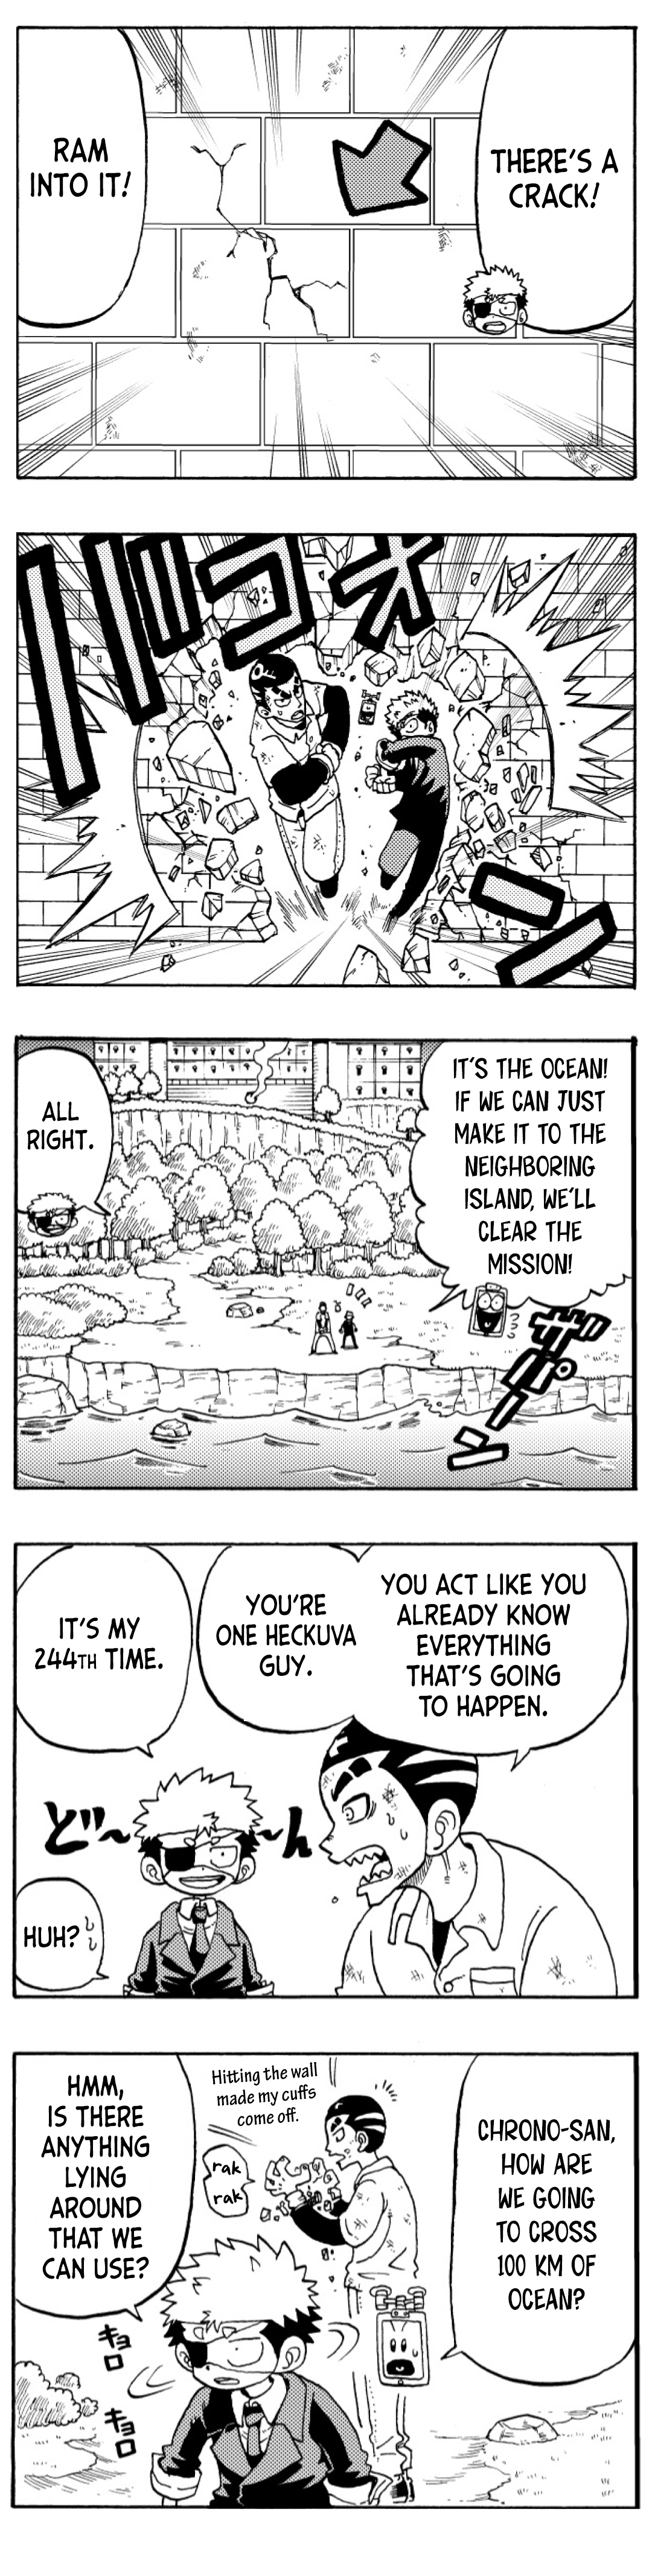 THERE'S A
CRACK!
RAM
INTO IT!
ドゴォーーン
IT'S THE OCEAN!
IF WE CAN JUST
MAKE IT TO THE
NEIGHBORING
ISLAND, WE'LL
CLEAR THE
MISSION!
ALL
RIGHT.
ザパーン
YOU ACT LIKE YOU
ALREADY KNOW
EVERYTHING
THAT'S GOING
TO HAPPEN.
YOU'RE
ONE HECKUVA
GUY.
IT'S MY
244TH TIME.
ど〜〜ん
HUH?
CHRONO-SAN,
HOW ARE
WE GOING
TO CROSS
100 KM OF
OCEAN?
Hitting the wall
made my cuffs
come off.
rak
rak
HMM,
IS THERE
ANYTHING
LYING
AROUND
THAT WE
CAN USE?
キョロ
キョロ